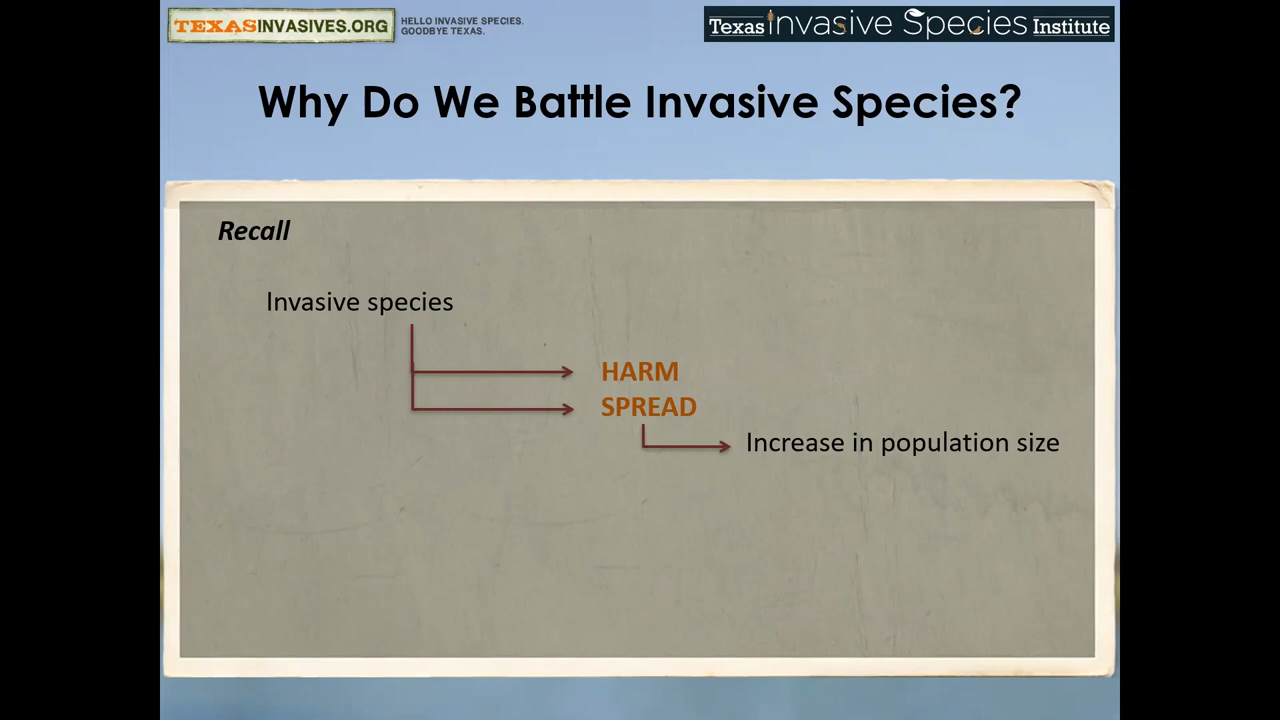 TEXASINVASIVES.ORG
HELLO INVASIVE SPECIES.
GOODBYE TEXAS.
Texas Invasive Species Institute
Why Do We Battle Invasive Species?
Recall
Invasive species
HARM
SPREAD
Increase in population size